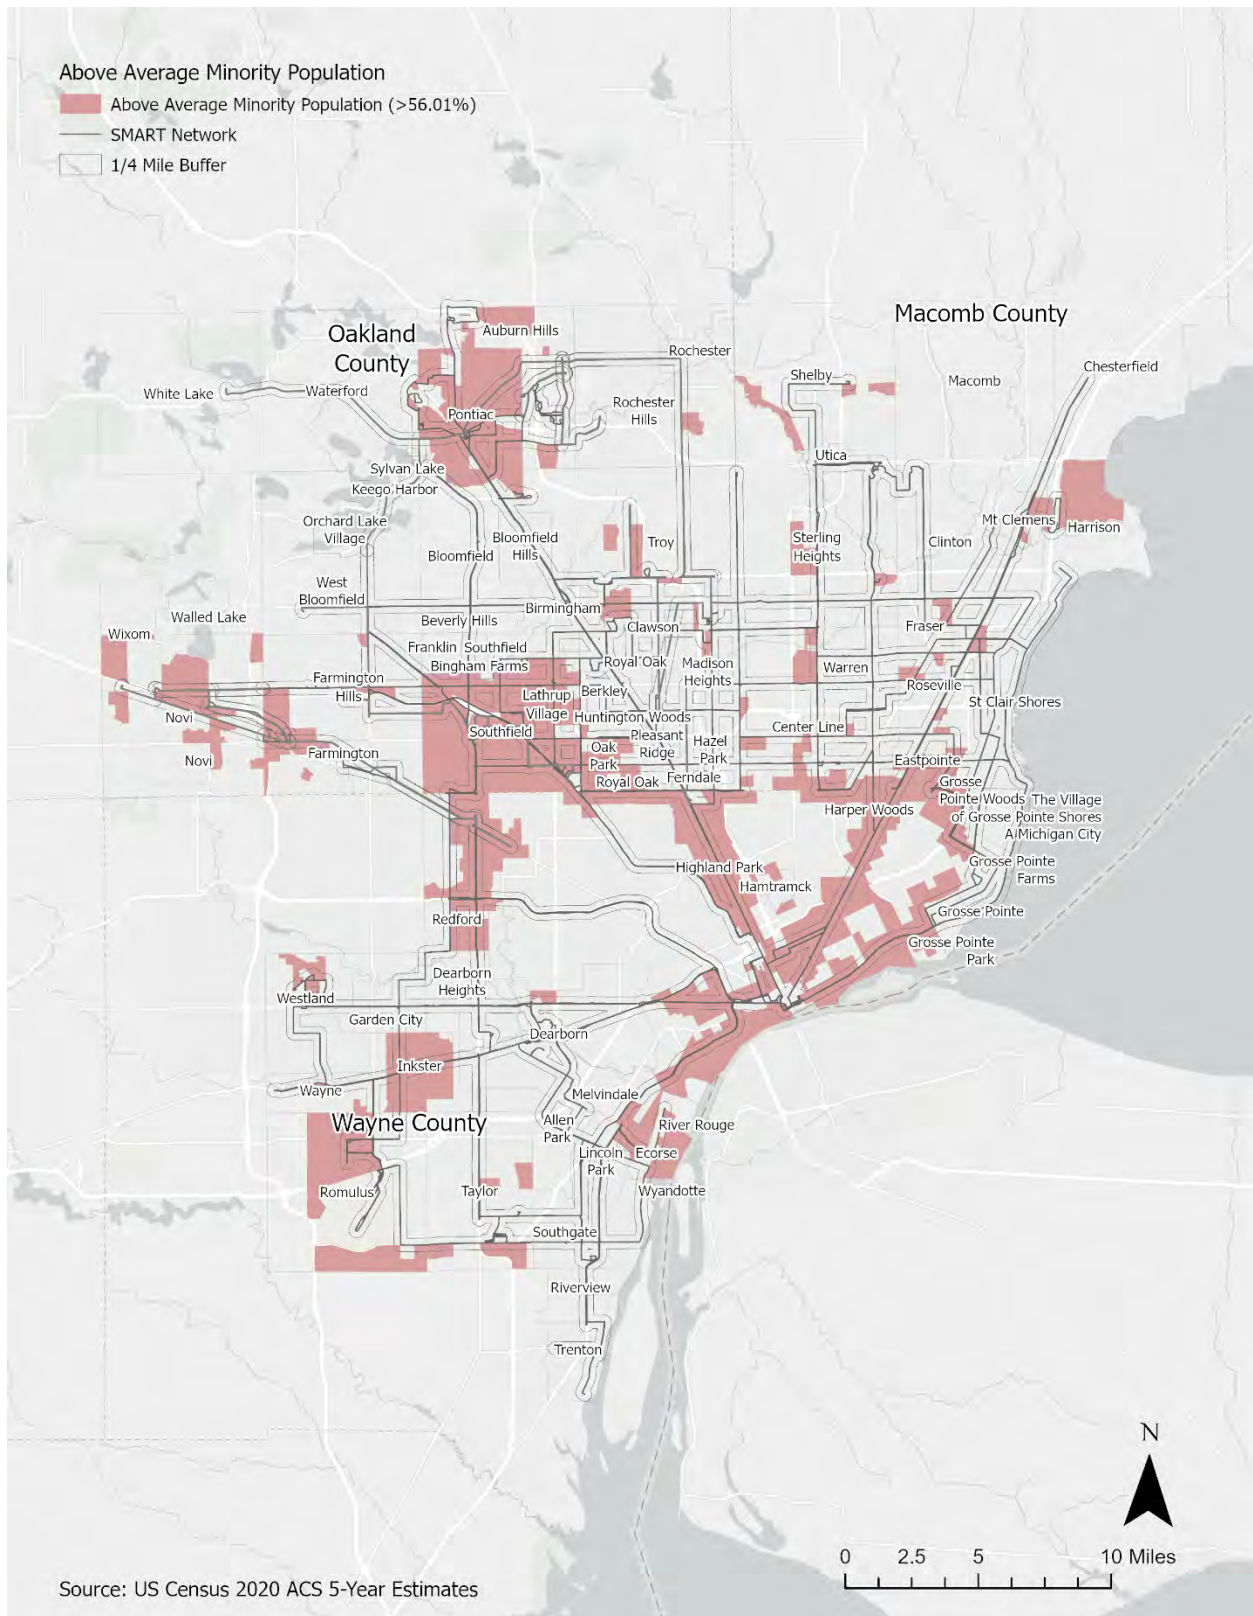 Above Average Minority Population
Above Average Minority Population (>56.01%)
SMART Network
1/4 Mile Buffer
Macomb County
Oakland
County
Auburn Hills
Rochester
Chesterfield
Shelby
Macomb
White Lake
Waterford
Rochester
Hills
Pontiac
Utica
Sylvan Lake
Keego Harbor
Orchard Lake
Village
Mt Clemens
Harrison
Bloomfield
Hills
Bloomfield
Troy
Sterling
Heights
Clinton
West
Bloomfield
Birmingham
Walled Lake
Beverly Hills
Clawson
Fraser
Wixom
Franklin
Southfield
Bingham Farms
Royal Oak
Madison
Heights
Warren
Farmington
Hills
Lathrup
Village
Berkley
Roseville
St Clair Shores
Novi
Huntington Woods
Center Line
Southfield
Pleasant
Ridge
Hazel
Park
Novi
Farmington
Oak
Park
Eastpointe
Royal Oak
Ferndale
Grosse
Pointe Woods
The Village
of Grosse Pointe Shores
A Michigan City
Harper Woods
Highland Park
Grosse Pointe
Farms
Hamtramck
Redford
Grosse Pointe
Grosse Pointe
Park
Dearborn
Heights
Westland
Garden City
Dearborn
Inkster
Wayne
Melvindale
Wayne County
Allen
Park
River Rouge
Lincoln
Park
Ecorse
Romulus
Taylor
Wyandotte
Southgate
Riverview
Trenton
N
0 2.5 5 10 Miles
Source: US Census 2020 ACS 5-Year Estimates